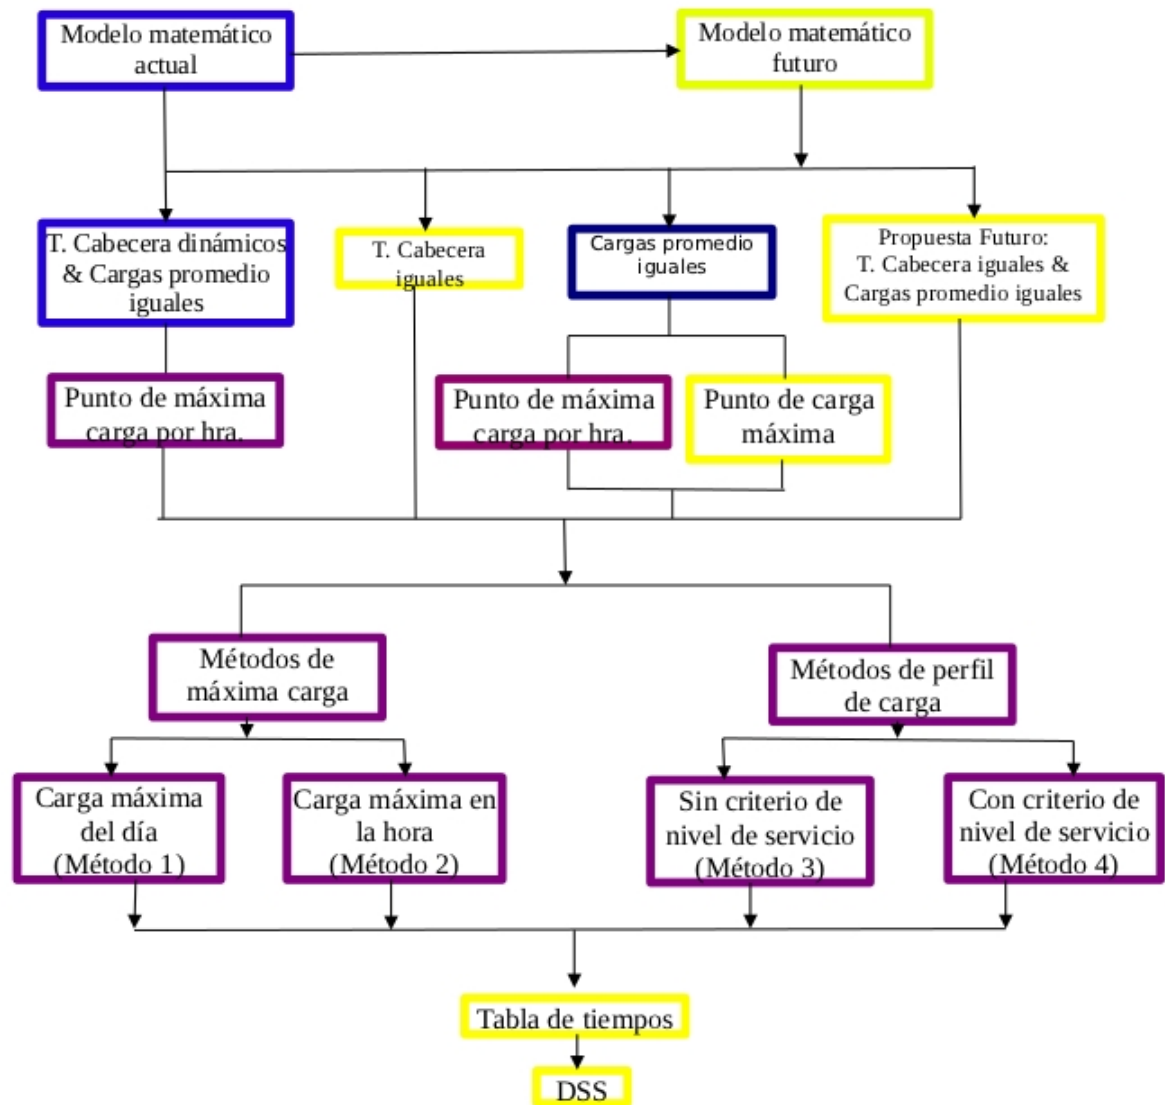 Modelo matemático
actual
Modelo matemático
futuro
T. Cabecera dinámicos
& Cargas promedio
iguales
T. Cabecera
iguales
Cargas promedio
iguales
Propuesta Futuro:
T. Cabecera iguales &
Cargas promedio iguales
Punto de máxima
carga por hra.
Punto de máxima
carga por hra.
Punto de carga
máxima
Métodos de
máxima carga
Métodos de perfil
de carga
Carga máxima
del día
(Método 1)
Carga máxima en
la hora
(Método 2)
Sin criterio de
nivel de servicio
(Método 3)
Con criterio de
nivel de servicio
(Método 4)
Tabla de tiempos
DSS